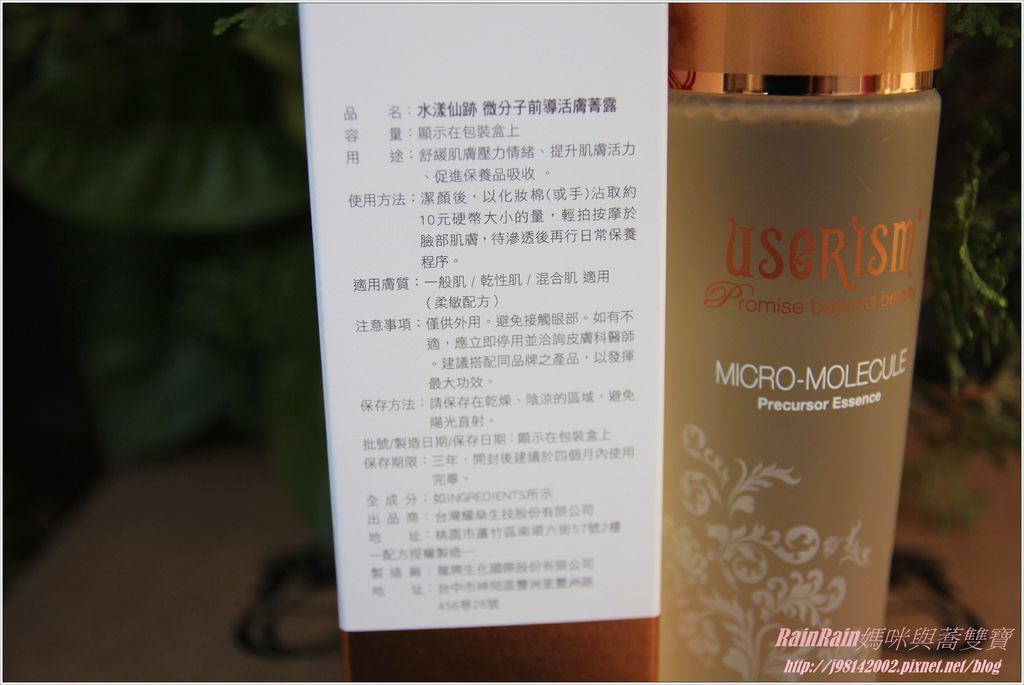 品 名：水漾仙跡 微分子前導活膚菁露
容 量：顯示在包裝盒上
用 途：舒緩肌膚壓力情緒、提升肌膚活力
、促進保養品吸收 。
使用方法：潔顏後，以化妝棉(或手)沾取約
10元硬幣大小的量，輕拍按摩於
臉部肌膚，待滲透後再行日常保養
程序。
適用膚質：一般肌 / 乾性肌 / 混合肌 適用
（柔敏配方）
注意事項：僅供外用。避免接觸眼部。如有不
適，應立即停用並洽詢皮膚科醫師
。建議搭配同品牌之產品，以發揮
最大功效。
保存方法：請保存在乾燥、陰涼的區域，避免
陽光直射。
批號/製造日期/保存日期：顯示在包裝盒上
保存期限：三年，開封後建議於四個月內使用
完畢。
全 成 分：如INGREDIENTS所示
出 品 商：台灣耀燊生技股份有限公司
地 址：桃園市蘆竹區南順六街57號2樓
—配方授權製造—
製 造 廠：龍興生化國際股份有限公司
地 址：台中市神岡區豐洲里豐洲路
456巷28號
USERISM®
Promise beyond beauty
MICRO-MOLECULE
Precursor Essence
RainRain媽咪與蕎雙寶
http://j98142002.pixnet.net/blog